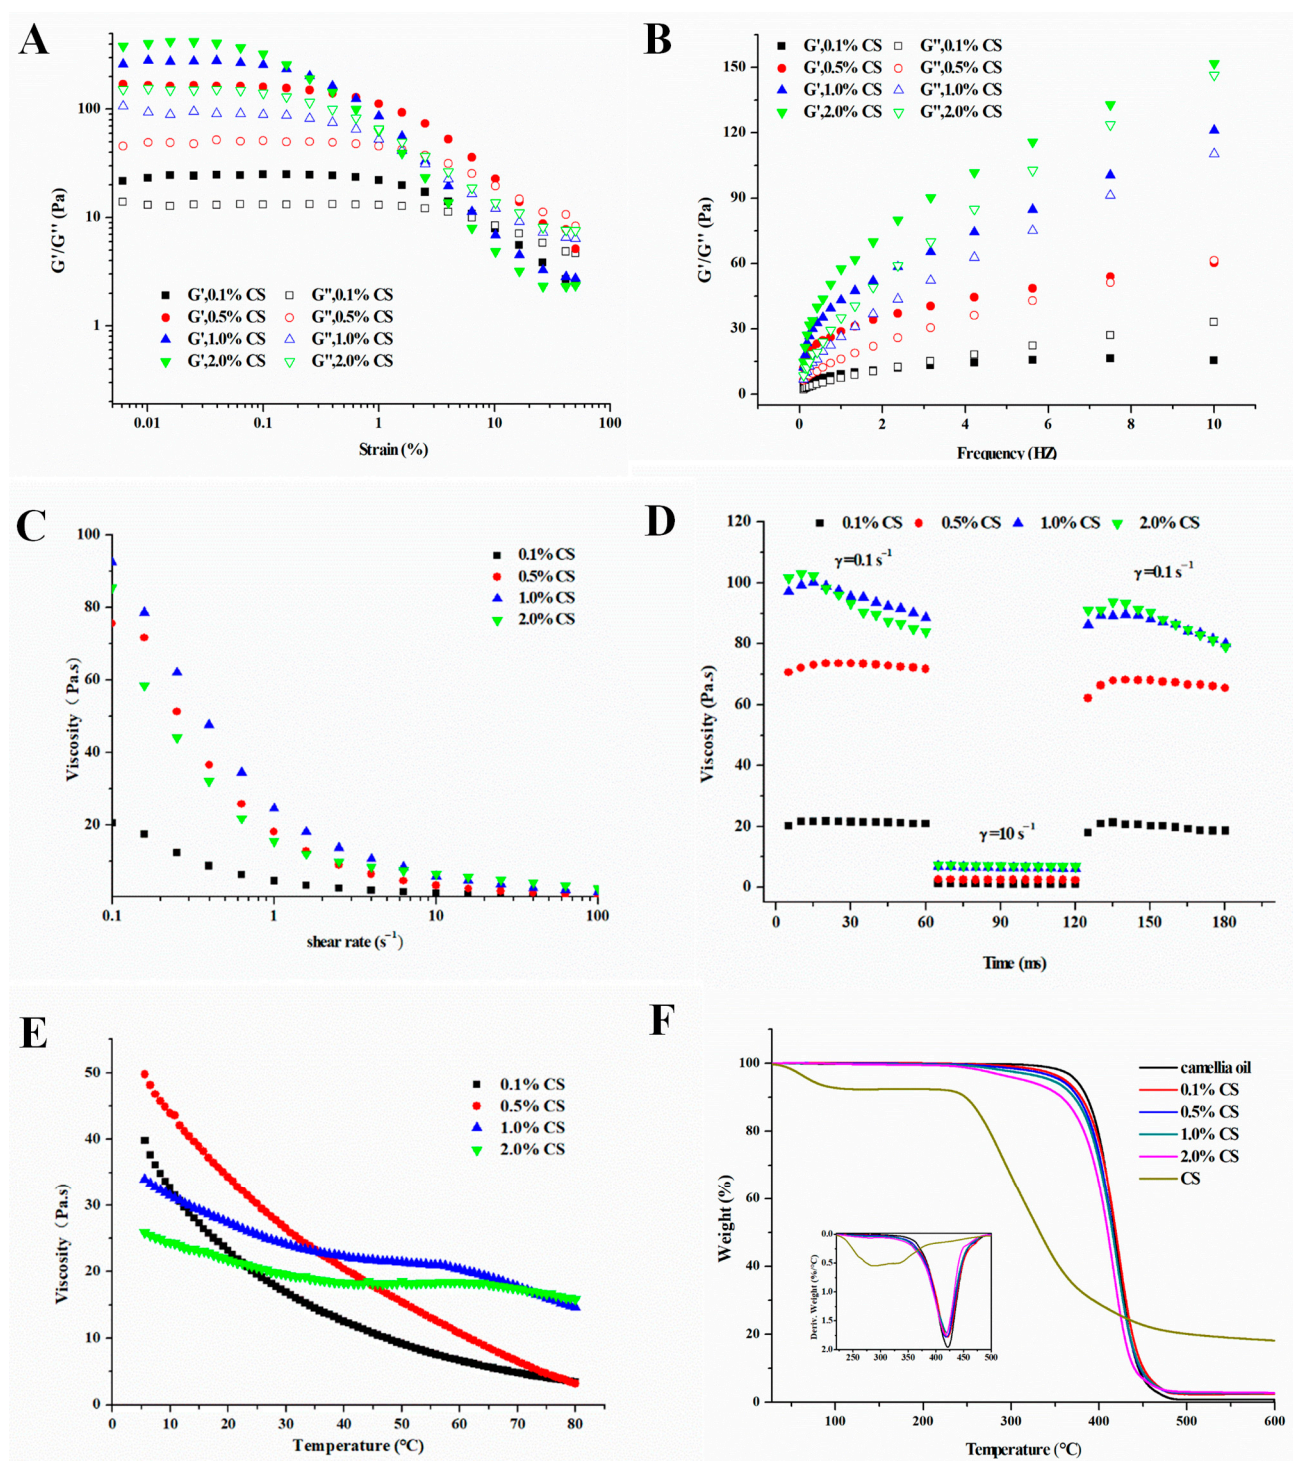 A
100
10
1
0.01
0.1
1
10
100
G'/G'' (Pa)
Strain (%)
G',0.1% CS
G'',0.1% CS
G',0.5% CS
G'',0.5% CS
G',1.0% CS
G'',1.0% CS
G',2.0% CS
G'',2.0% CS
B
G',0.1% CS
G'',0.1% CS
G',0.5% CS
G'',0.5% CS
G',1.0% CS
G'',1.0% CS
G',2.0% CS
G'',2.0% CS
150
120
90
60
30
0
0
2
4
6
8
10
G'/G'' (Pa)
Frequency (HZ)
C
100
80
60
40
20
0.1
1
10
100
Viscosity (Pa.s)
shear rate (s⁻¹)
0.1% CS
0.5% CS
1.0% CS
2.0% CS
D
0.1% CS
0.5% CS
1.0% CS
2.0% CS
γ=0.1 s⁻¹
γ=0.1 s⁻¹
γ=10 s⁻¹
120
100
80
60
40
20
0
0
30
60
90
120
150
180
Viscosity (Pa.s)
Time (ms)
E
50
40
30
20
10
0
0
10
20
30
40
50
60
70
80
Viscosity (Pa.s)
Temperature (°C)
0.1% CS
0.5% CS
1.0% CS
2.0% CS
F
100
80
60
40
20
0
100
200
300
400
500
600
Weight (%)
Temperature (°C)
camellia oil
0.1% CS
0.5% CS
1.0% CS
2.0% CS
CS
0.0
0.5
1.0
1.5
2.0
250
300
350
400
450
500
Deriv. Weight (%/°C)